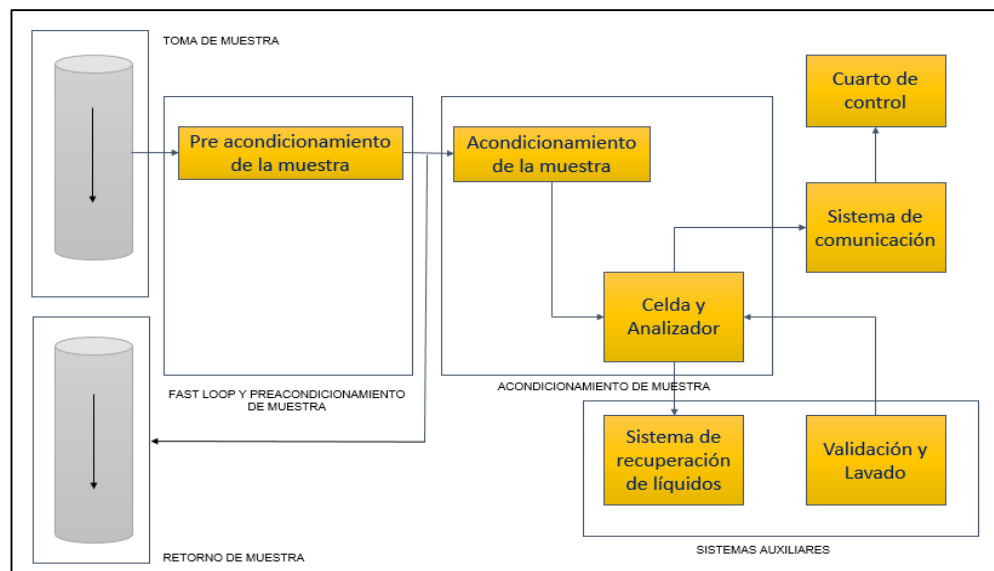 TOMA DE MUESTRA
Cuarto de
control
Pre acondicionamiento
de la muestra
Acondicionamiento
de la muestra
Sistema de
comunicación
Celda y
Analizador
FAST LOOP Y PREACONDICIONAMIENTO
DE MUESTRA
ACONDICIONAMIENTO DE MUESTRA
Sistema de
recuperación
de líquidos
Validación y
Lavado
RETORNO DE MUESTRA
SISTEMAS AUXILIARES